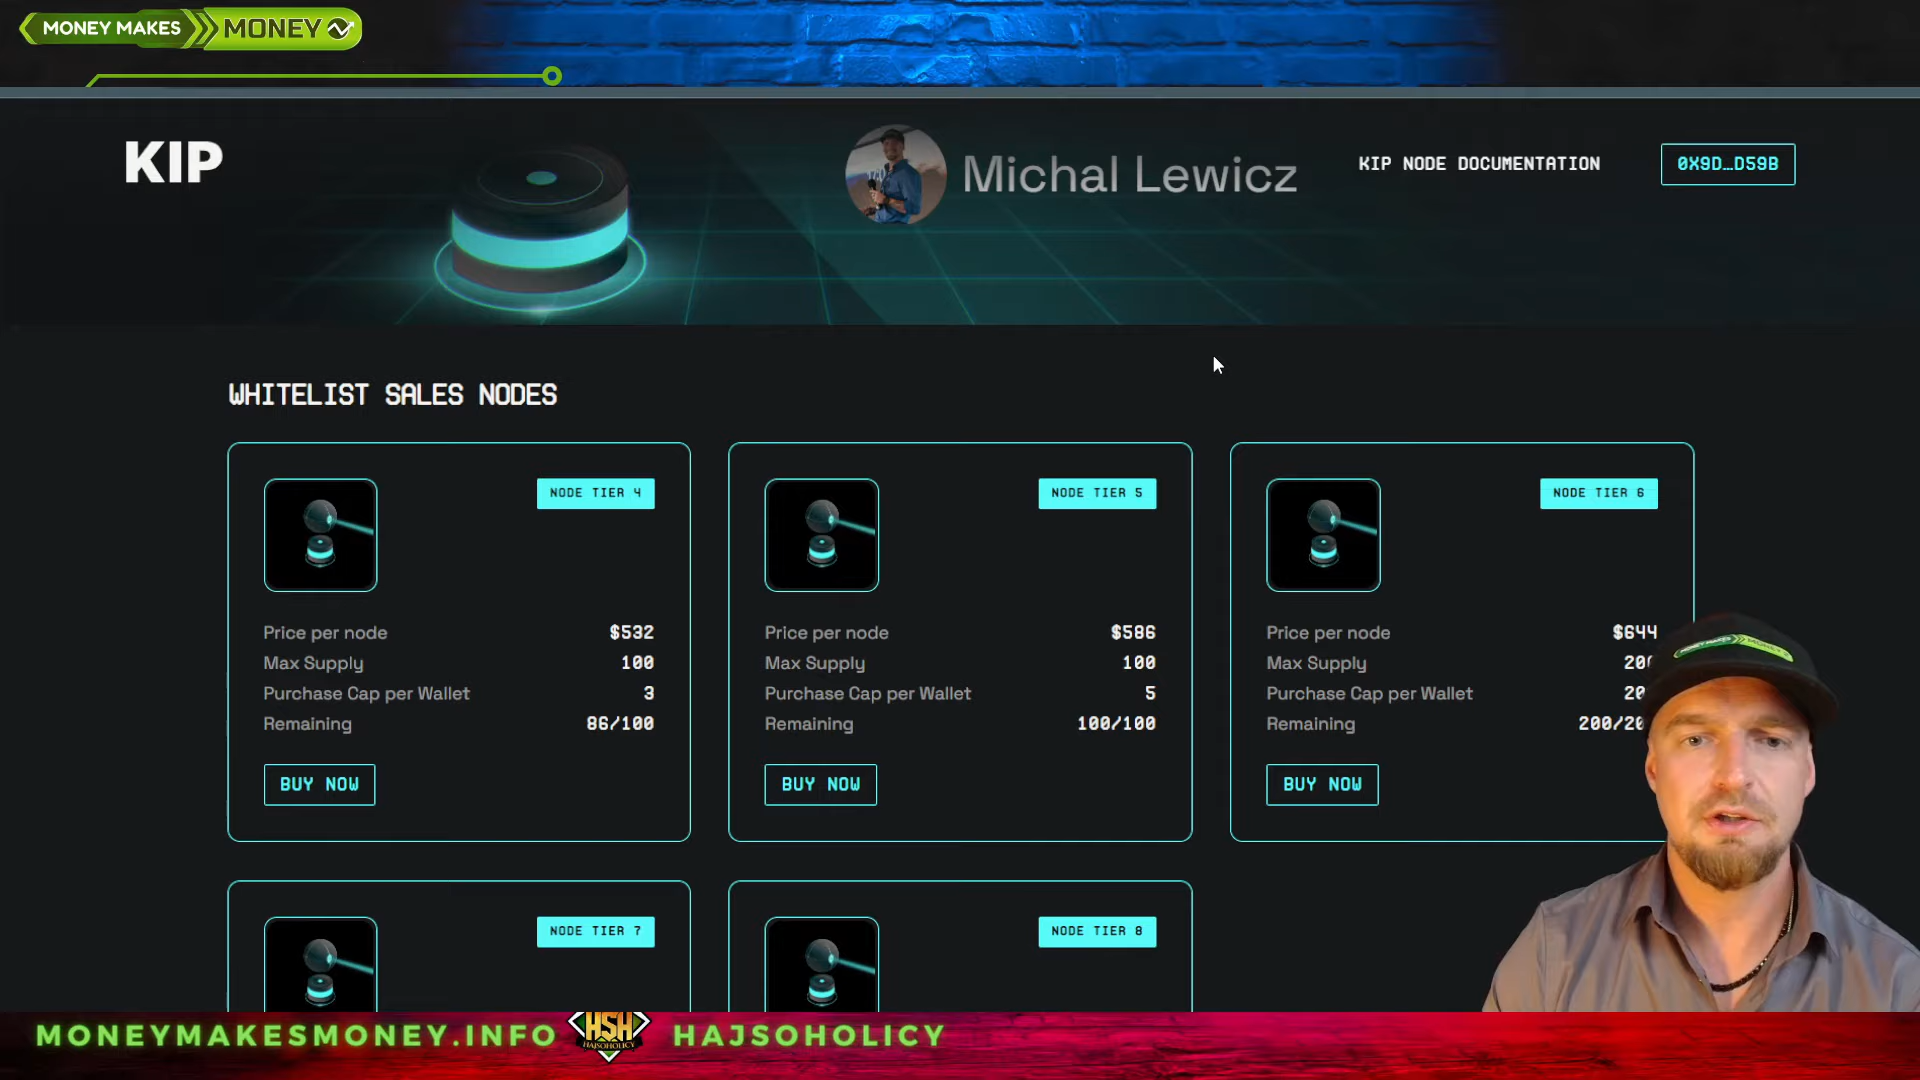 MONEY MAKES MONEY
KIP
Michal Lewicz
KIP NODE DOCUMENTATION
0X9D...D59B
WHITELIST SALES NODES
NODE TIER 4
Price per node $532
Max Supply 100
Purchase Cap per Wallet 3
Remaining 86/100
BUY NOW
NODE TIER 5
Price per node $586
Max Supply 100
Purchase Cap per Wallet 5
Remaining 100/100
BUY NOW
NODE TIER 6
Price per node $644
Max Supply
Purchase Cap per Wallet
Remaining
BUY NOW
NODE TIER 7
NODE TIER 8
MONEYMAKESMONEY.INFO
HSH
HAJSOHOLICY
HAJSOHOLICY